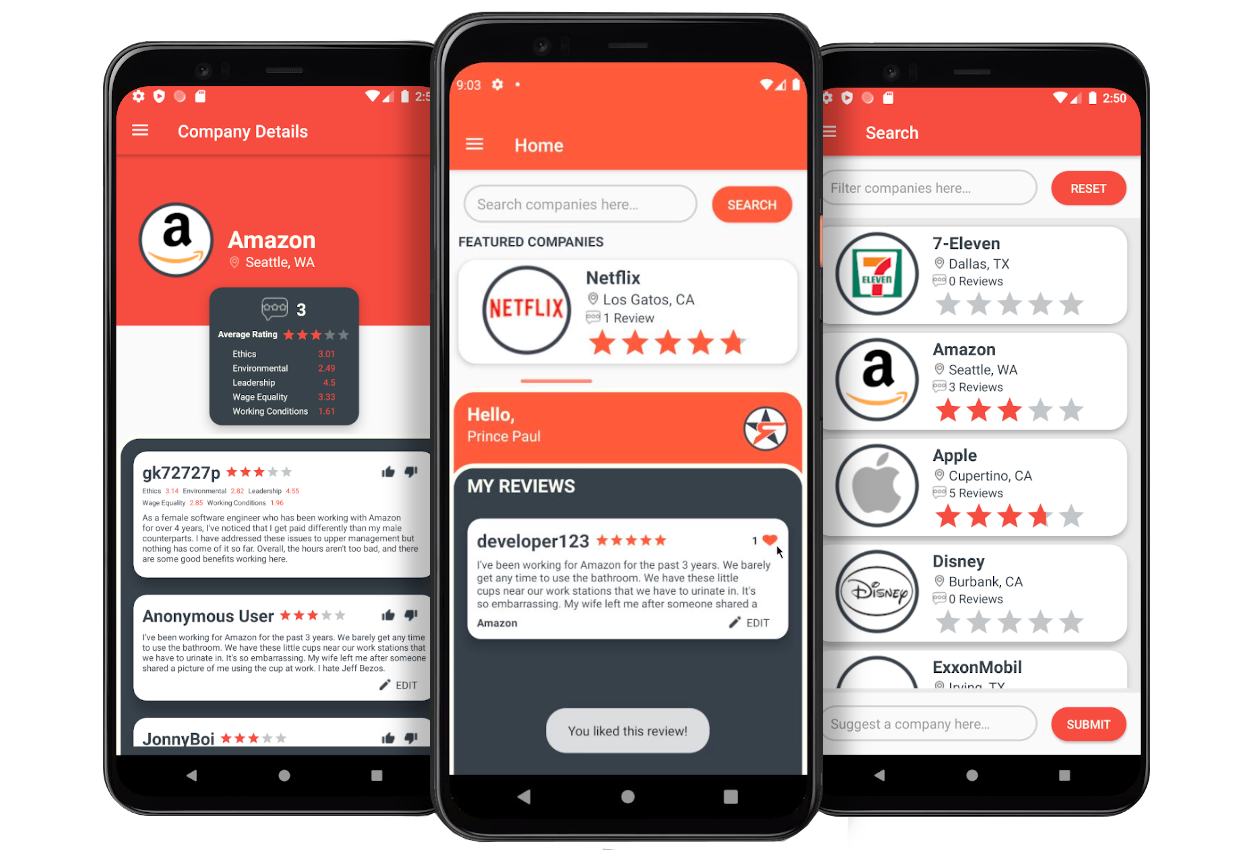 2:5
Company Details
a
Amazon
Seattle, WA
3
Average Rating
Ethics 3.01
Environmental 2.49
Leadership 4.5
Wage Equality 3.33
Working Conditions 1.61
gk72727p
Ethics 3.14 Environmental 2.82 Leadership 4.55
Wage Equality 2.85 Working Conditions 1.96
As a female software engineer who has been working with Amazon
for over 4 years, I've noticed that I get paid differently than my male
counterparts. I have addressed these issues to upper management but
nothing has come of it so far. Overall, the hours aren't too bad, and there
are some good benefits working here.
Anonymous User
I've been working for Amazon for the past 3 years. We barely get any time
to use the bathroom. We have these little cups near our work stations that
we have to urinate in. It's so embarrassing. My wife left me after someone
shared a picture of me using the cup at work. I hate Jeff Bezos.
EDIT
JonnyBoi
9:03
Home
Search companies here...
SEARCH
FEATURED COMPANIES
NETFLIX
Netflix
Los Gatos, CA
1 Review
Hello,
Prince Paul
MY REVIEWS
developer123
1
I've been working for Amazon for the past 3 years. We barely
get any time to use the bathroom. We have these little
cups near our work stations that we have to urinate in. It's
so embarrassing. My wife left me after someone shared a
Amazon
EDIT
You liked this review!
2:50
Search
Filter companies here...
RESET
7
ELEVEN
7-Eleven
Dallas, TX
0 Reviews
a
Amazon
Seattle, WA
3 Reviews
Apple
Cupertino, CA
5 Reviews
Disney
Disney
Burbank, CA
0 Reviews
ExxonMobil
Irving, TX
Suggest a company here...
SUBMIT